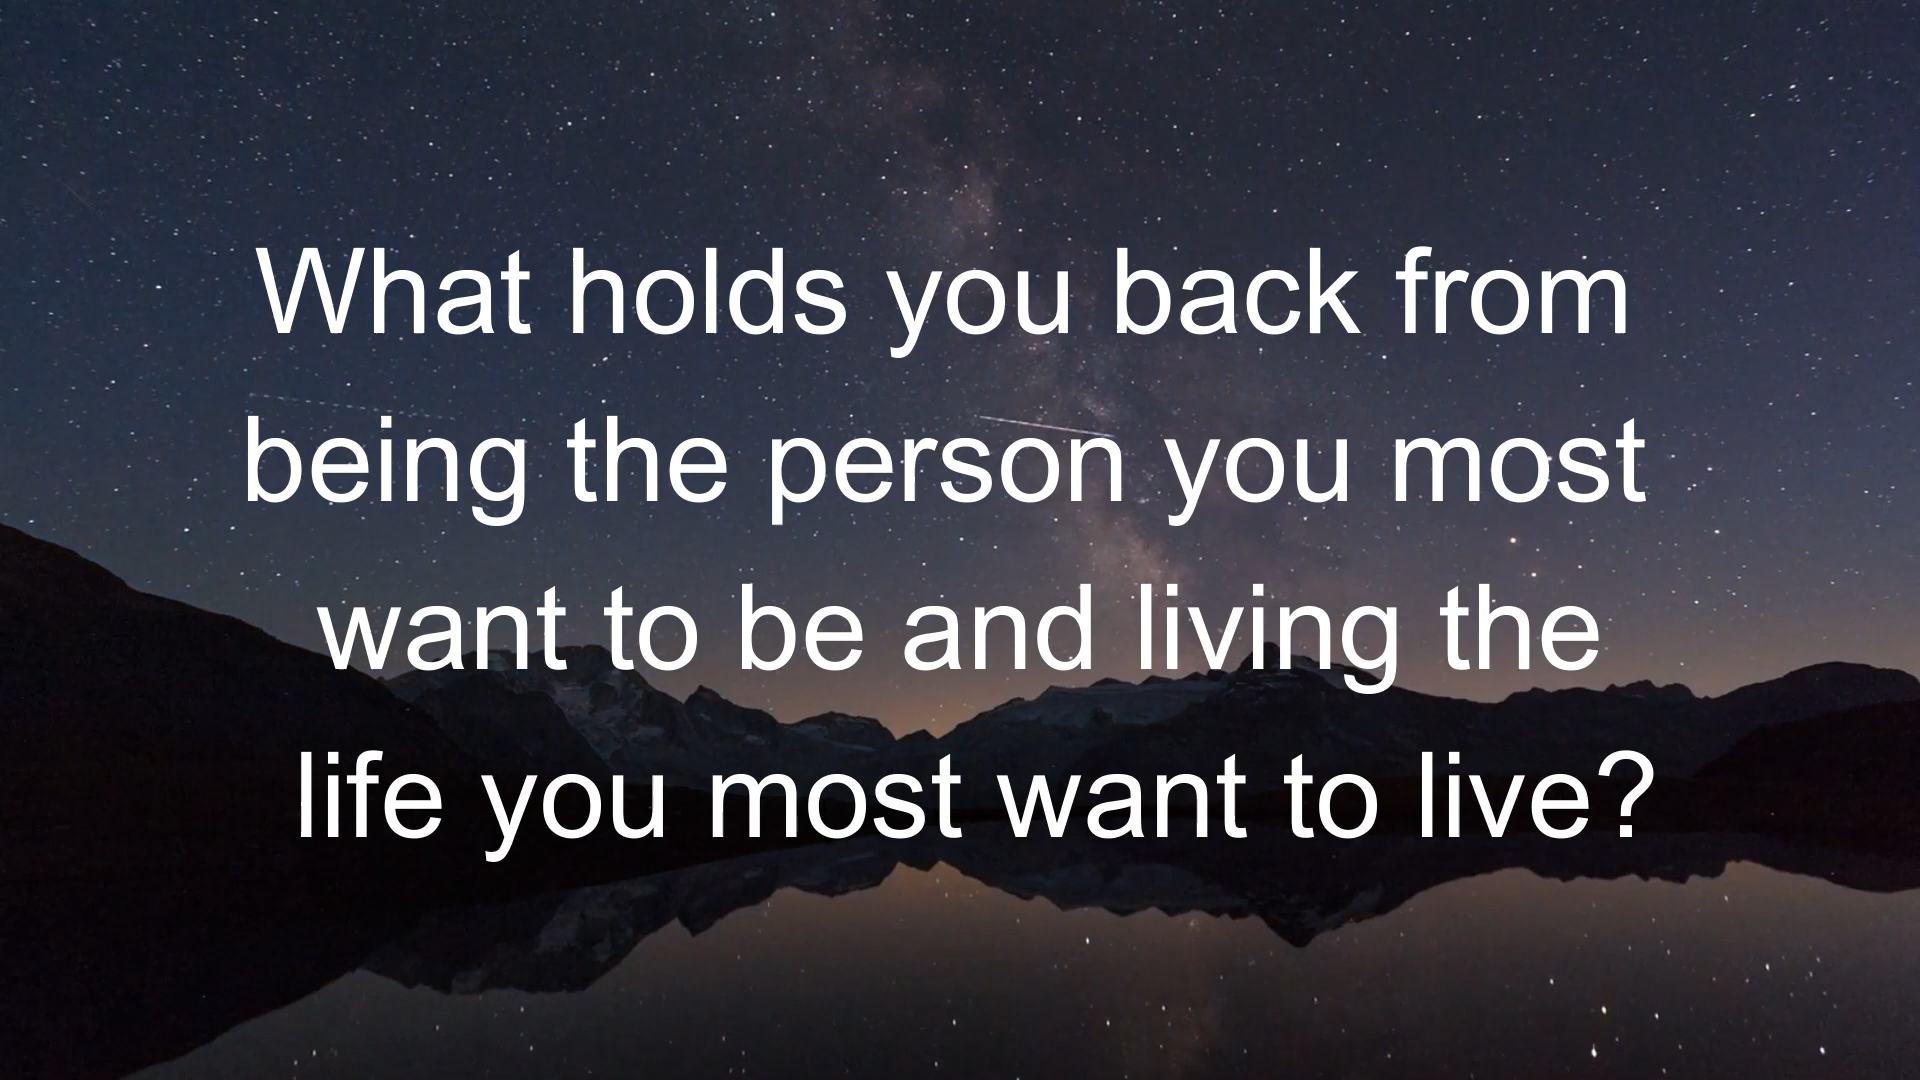 What holds you back from
being the person you most
want to be and living the
life you most want to live?